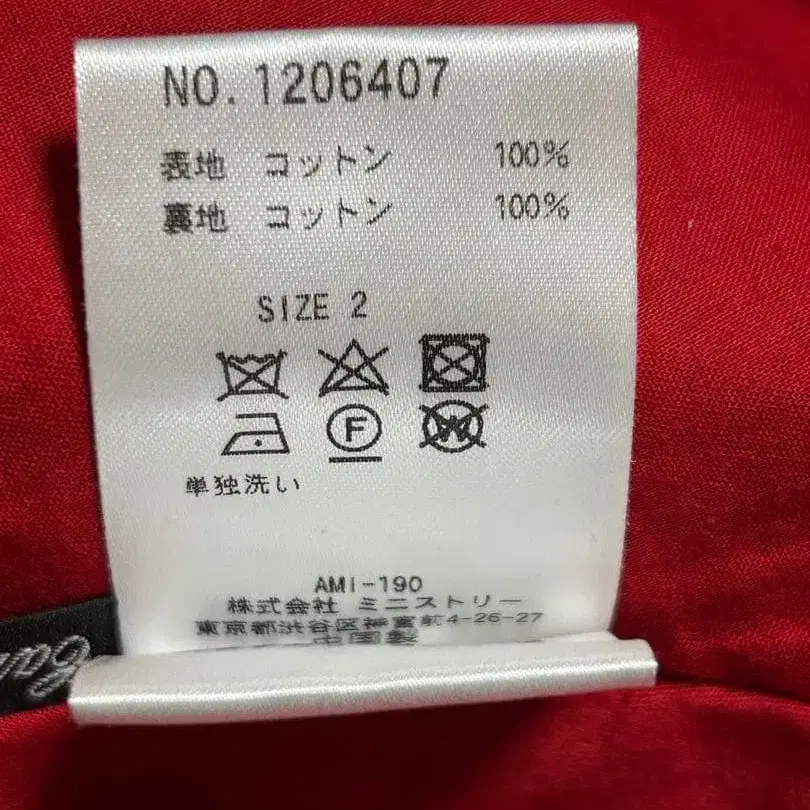 NO.1206407
表地 コットン 100%
裏地 コットン 100%
SIZE 2
F
W
単独洗い
AMI-190
株式会社 ミニストリー
東京都渋谷区神宮前4-26-27
中国製